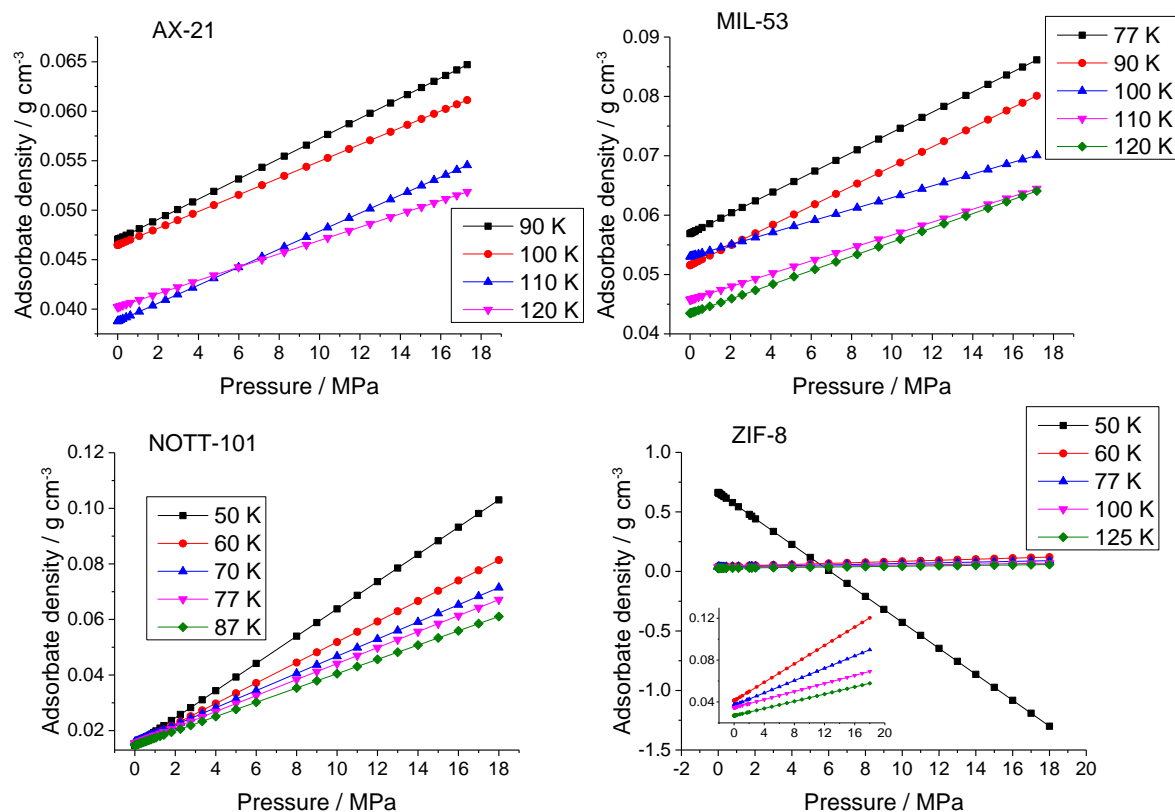 AX-21
Adsorbate density / g cm⁻³
0.065
0.060
0.055
0.050
0.045
0.040
0 2 4 6 8 10 12 14 16 18
Pressure / MPa
90 K
100 K
110 K
120 K
MIL-53
Adsorbate density / g cm⁻³
0.09
0.08
0.07
0.06
0.05
0.04
0 2 4 6 8 10 12 14 16 18
Pressure / MPa
77 K
90 K
100 K
110 K
120 K
NOTT-101
Adsorbate density / g cm⁻³
0.12
0.10
0.08
0.06
0.04
0.02
0 2 4 6 8 10 12 14 16 18
Pressure / MPa
50 K
60 K
70 K
77 K
87 K
ZIF-8
Adsorbate density / g cm⁻³
1.0
0.5
0.0
-0.5
-1.0
-1.5
-2 0 2 4 6 8 10 12 14 16 18 20
Pressure / MPa
50 K
60 K
77 K
100 K
125 K
0.12
0.08
0.04
0 4 8 12 16 20